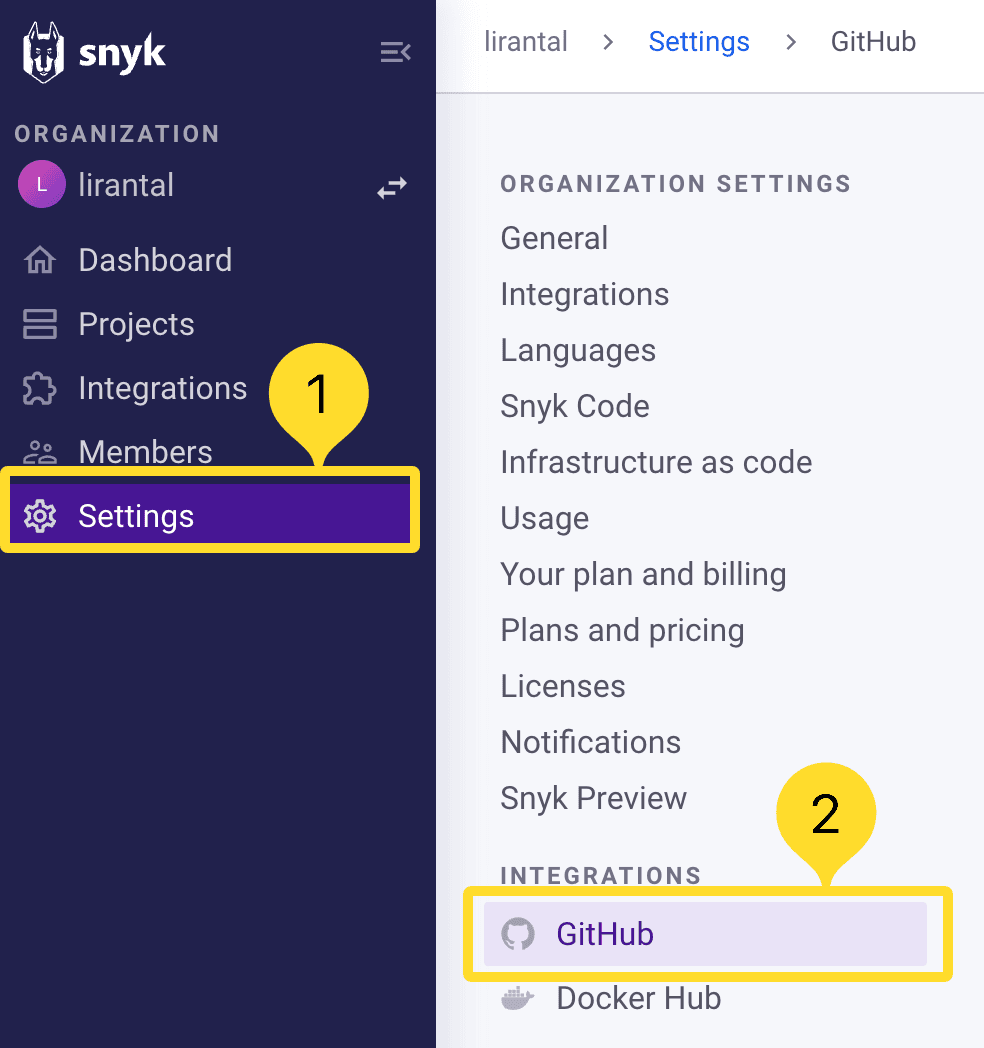 snyk
ORGANIZATION
L lirantal
Dashboard
Projects
Integrations
1
Members
Settings
lirantal > Settings > GitHub
ORGANIZATION SETTINGS
General
Integrations
Languages
Snyk Code
Infrastructure as code
Usage
Your plan and billing
Plans and pricing
Licenses
Notifications
Snyk Preview
2
INTEGRATIONS
GitHub
Docker Hub